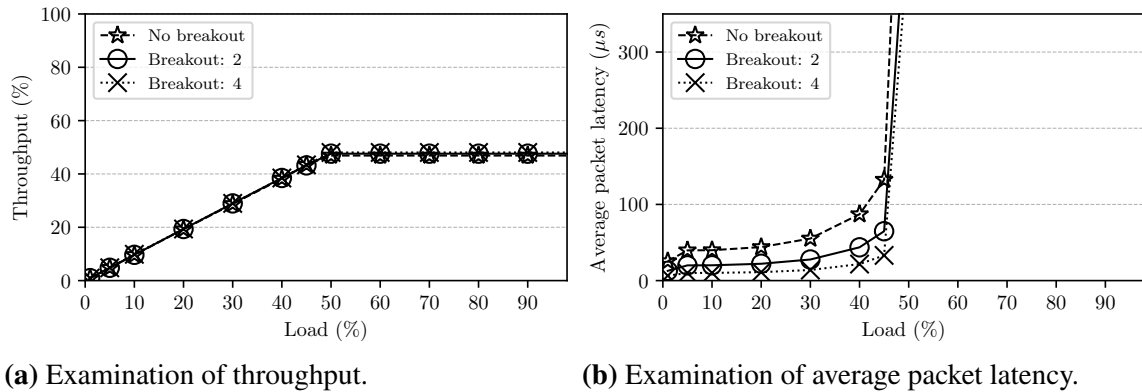 100
80
60
40
20
0
Throughput (%)
No breakout
Breakout: 2
Breakout: 4
0 10 20 30 40 50 60 70 80 90
Load (%)
300
200
100
0
Average packet latency (μs)
No breakout
Breakout: 2
Breakout: 4
0 10 20 30 40 50 60 70 80 90
Load (%)
(a) Examination of throughput.
(b) Examination of average packet latency.